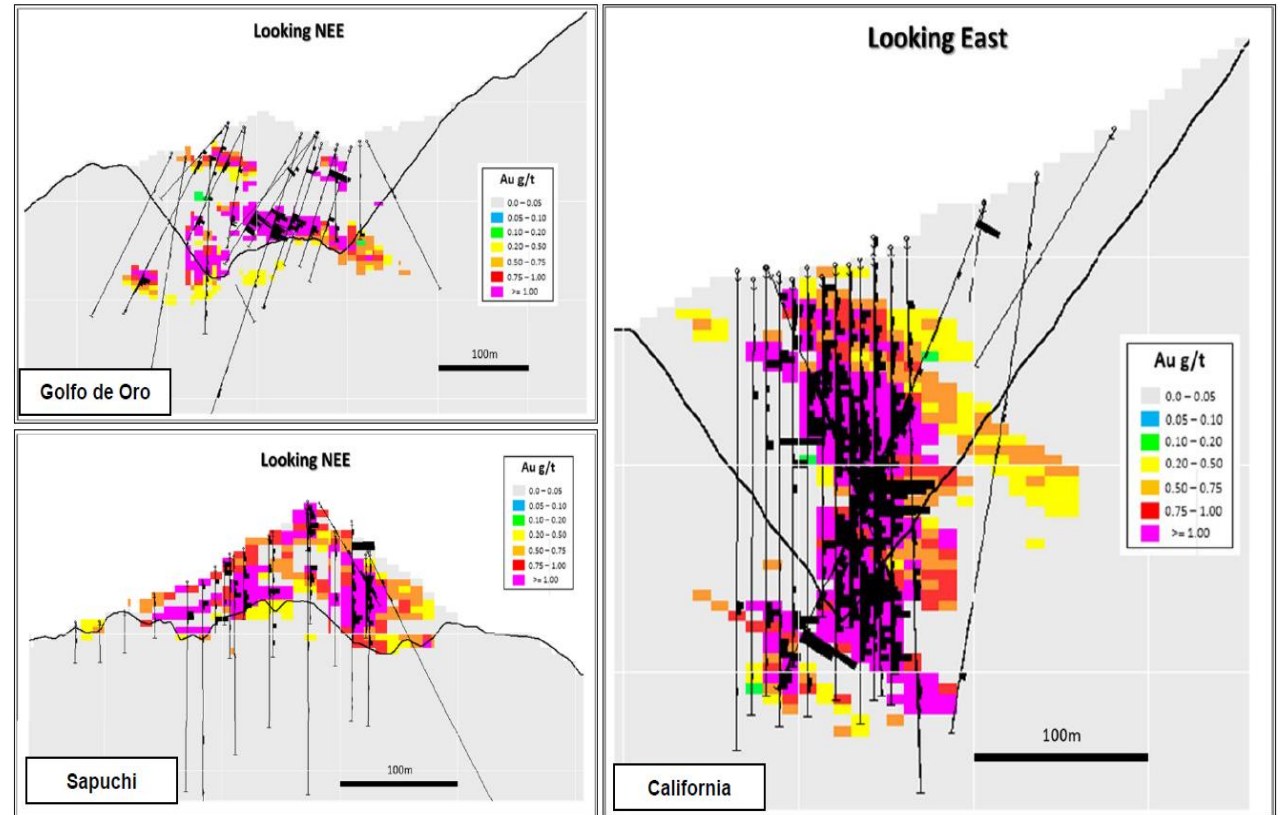 Looking NEE
Au g/t
0.0 – 0.05
0.05 – 0.10
0.10 – 0.20
0.20 – 0.50
0.50 – 0.75
0.75 – 1.00
>= 1.00
100m
Golfo de Oro
Looking NEE
Au g/t
0.0 – 0.05
0.05 – 0.10
0.10 – 0.20
0.20 – 0.50
0.50 – 0.75
0.75 – 1.00
>= 1.00
100m
Sapuchi
Looking East
Au g/t
0.0 – 0.05
0.05 – 0.10
0.10 – 0.20
0.20 – 0.50
0.50 – 0.75
0.75 – 1.00
>= 1.00
100m
California